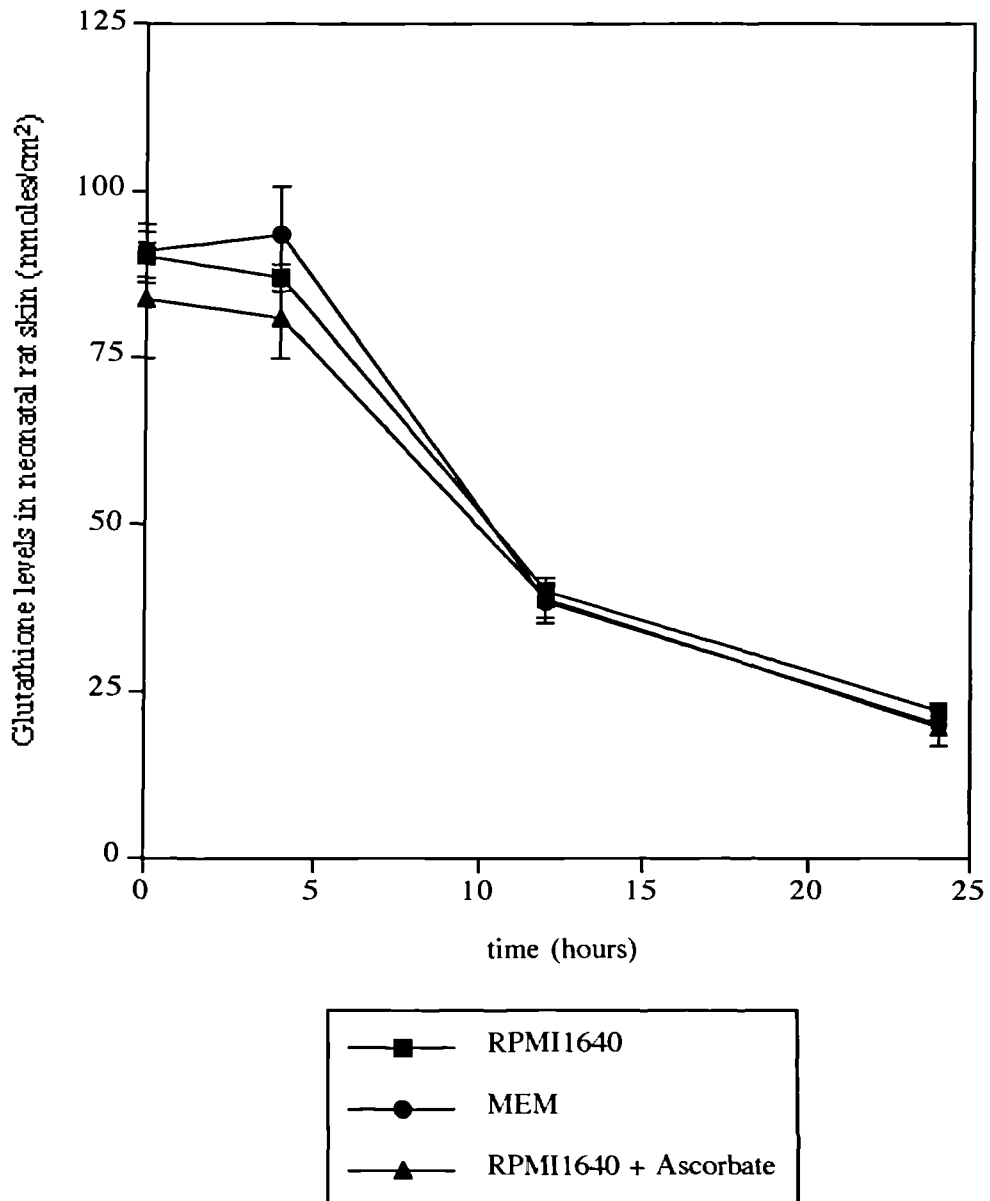 125
100
75
50
25
0
Glutathione levels in neonatal rat skin (nmoles/cm²)
0 5 10 15 20 25
time (hours)
RPMI1640
MEM
RPMI1640 + Ascorbate